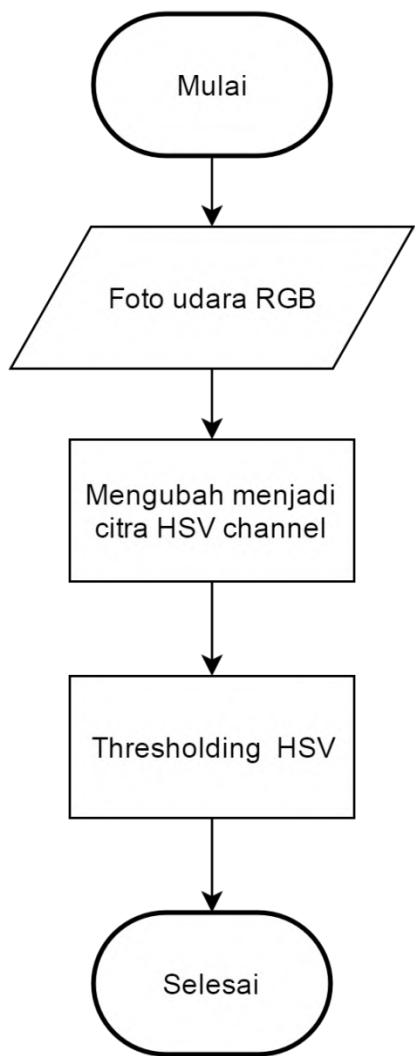 Mulai
Foto udara RGB
Mengubah menjadi
citra HSV channel
Thresholding HSV
Selesai